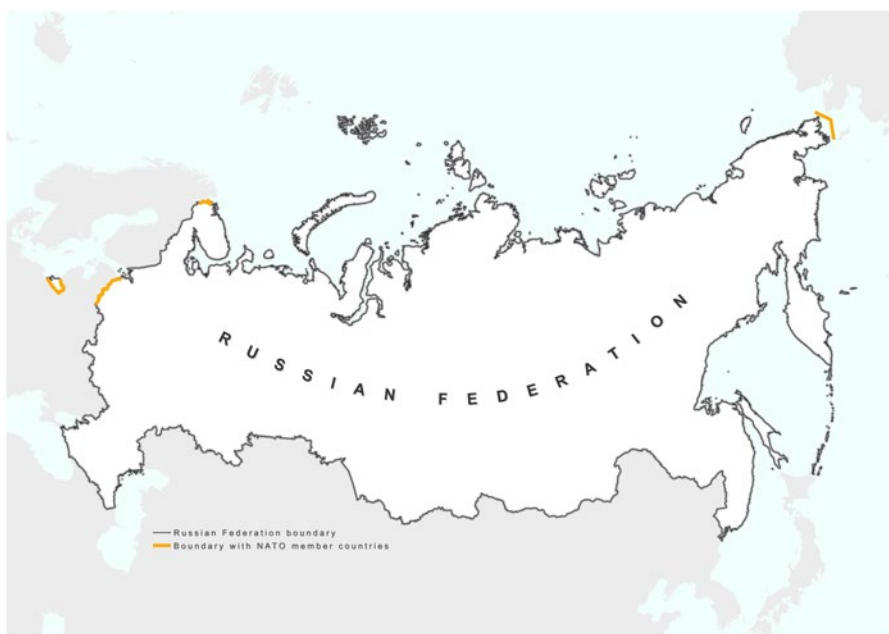 RUSSIAN FEDERATION
Russian Federation boundary
Boundary with NATO member countries